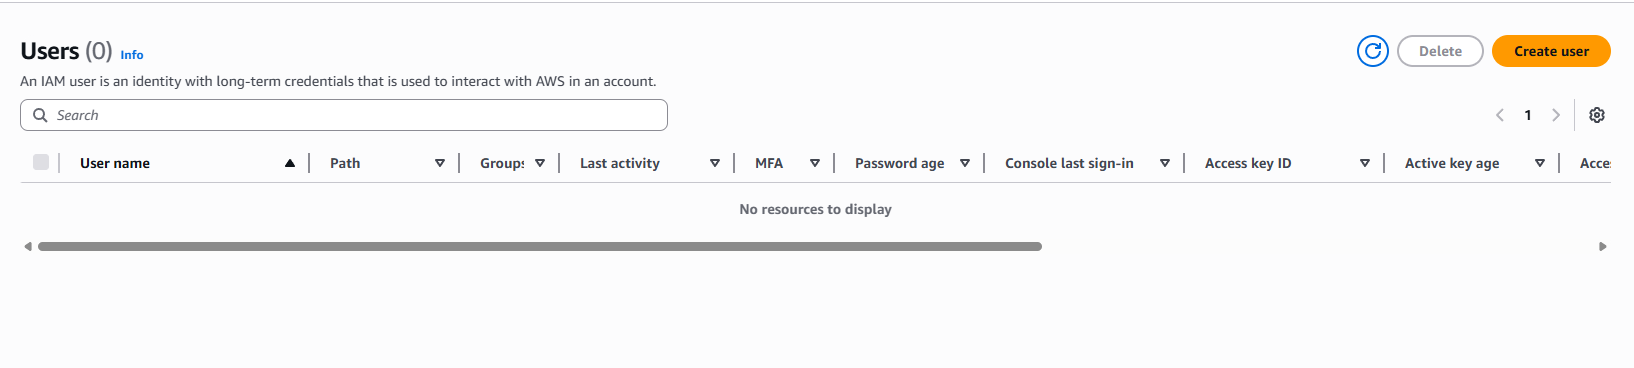 Users (0) Info
Delete
Create user
An IAM user is an identity with long-term credentials that is used to interact with AWS in an account.
Search
1
User name Path Groups Last activity MFA Password age Console last sign-in Access key ID Active key age Acces
No resources to display